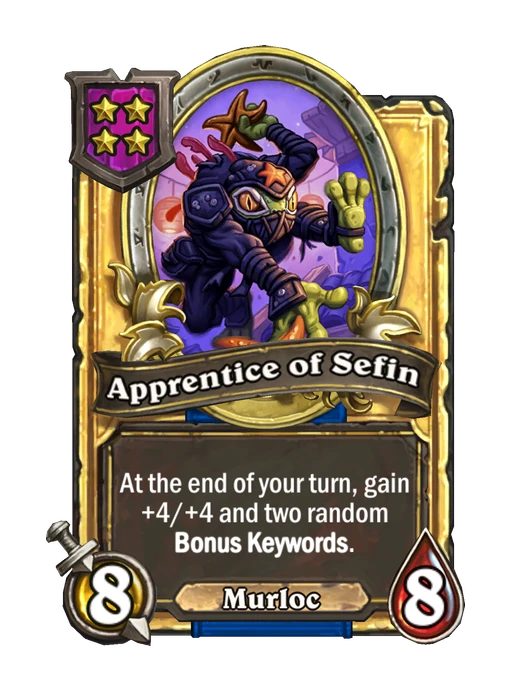 Apprentice of Sefin
At the end of your turn, gain
+4/+4 and two random
Bonus Keywords.
8
Murloc
8